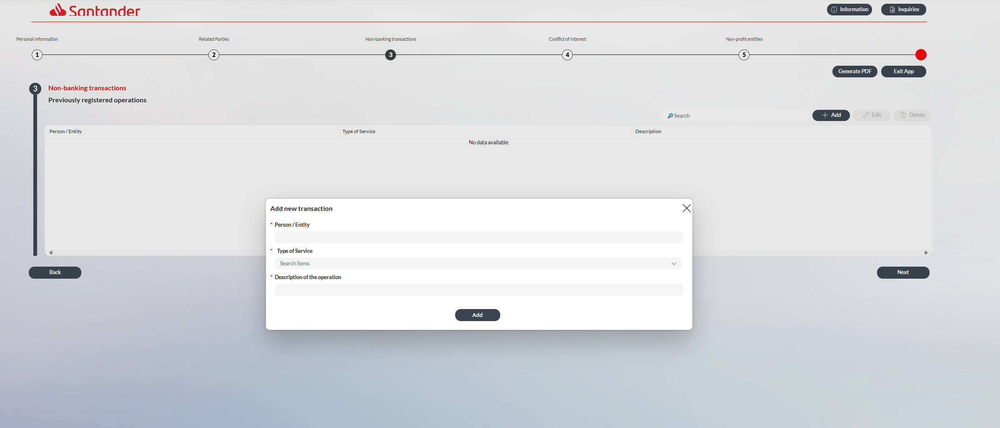 Santander
Information
Inquiries
Personal Information
Related Parties
Non-banking transactions
Conflict of Interest
Non-profit entities
1
2
3
4
5
Generate PDF
Exit App
3
Non-banking transactions
Previously registered operations
Search
Add
Edit
Delete
Person / Entity
Type of Service
Description
No data available
Add new transaction
* Person / Entity
* Type of Service
Search items
* Description of the operation
Add
Back
Next